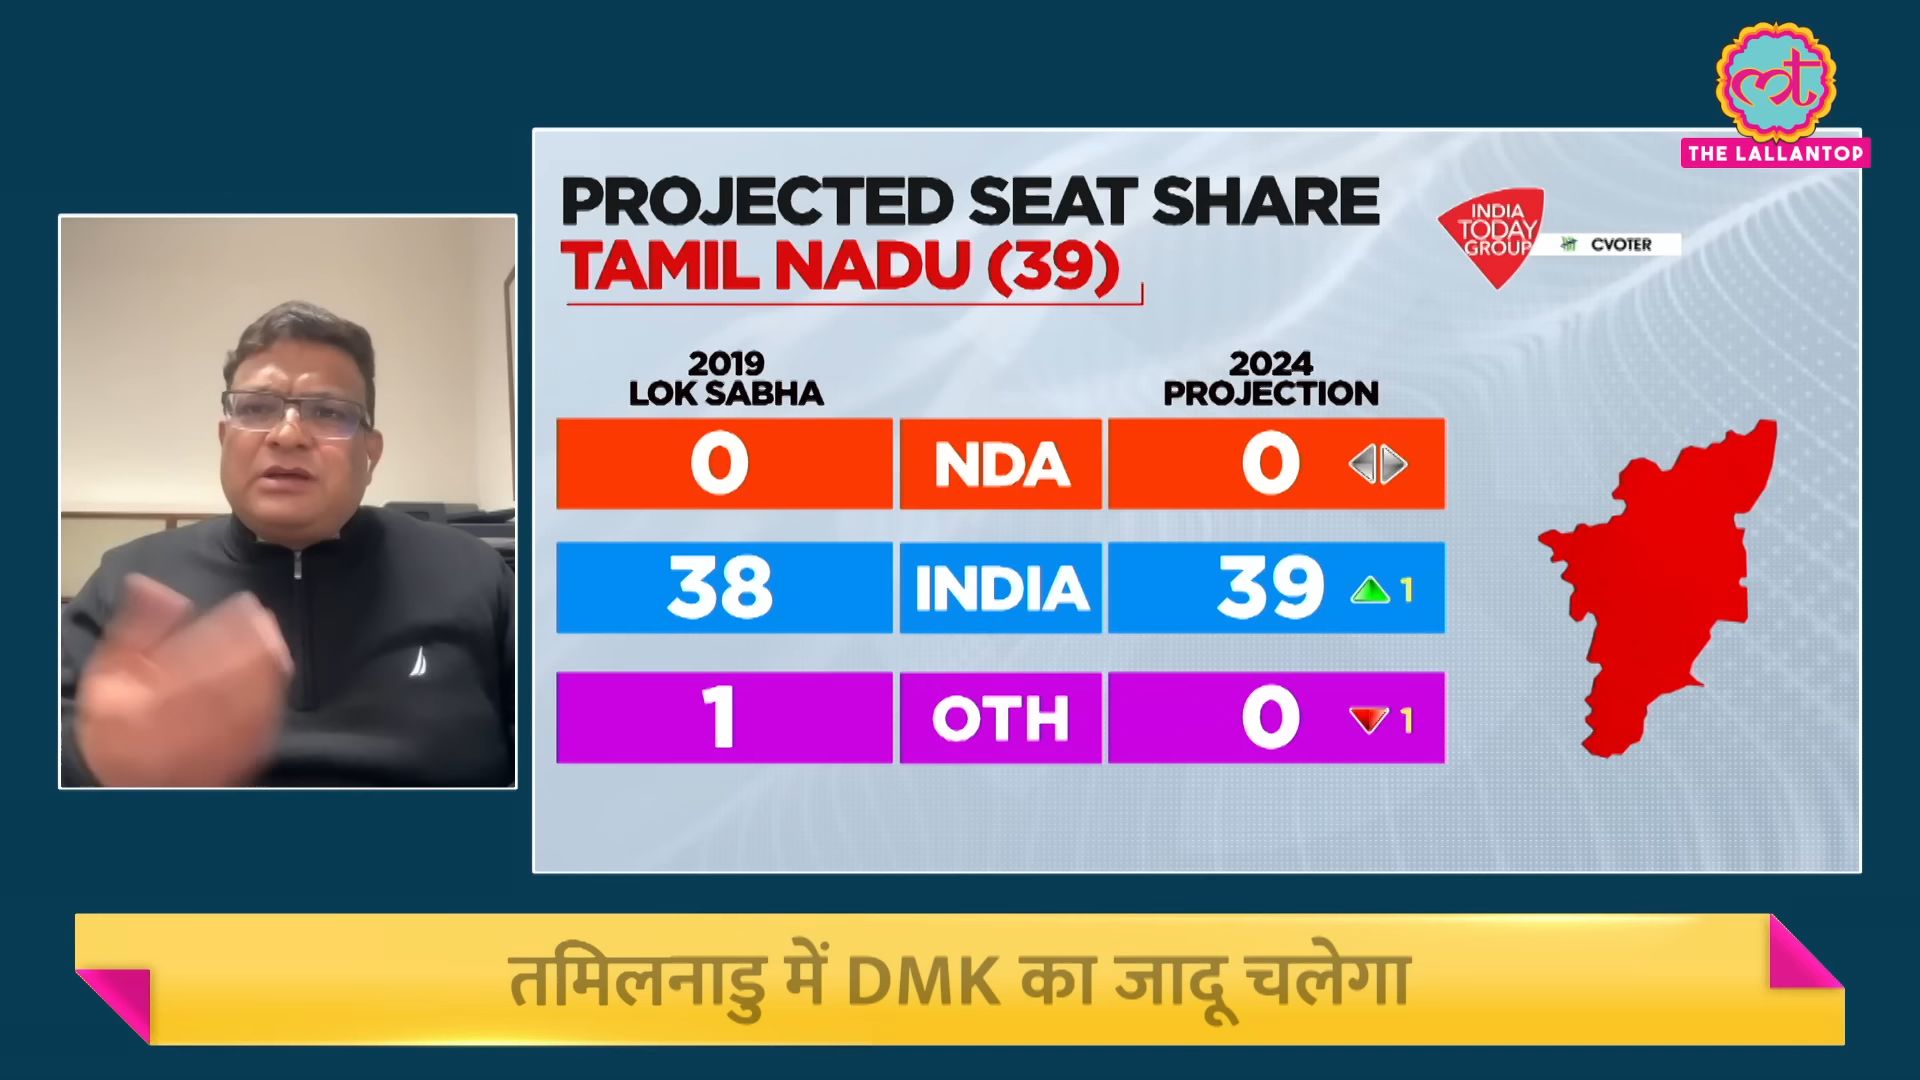 THE LALLANTOP
PROJECTED SEAT SHARE
TAMIL NADU (39)
INDIA
TODAY
GROUP
CVOTER
2019
LOK SABHA
2024
PROJECTION
0 NDA 0
38 INDIA 39 1
1 OTH 0 1
तमिलनाडु में DMK का जादू चलेगा